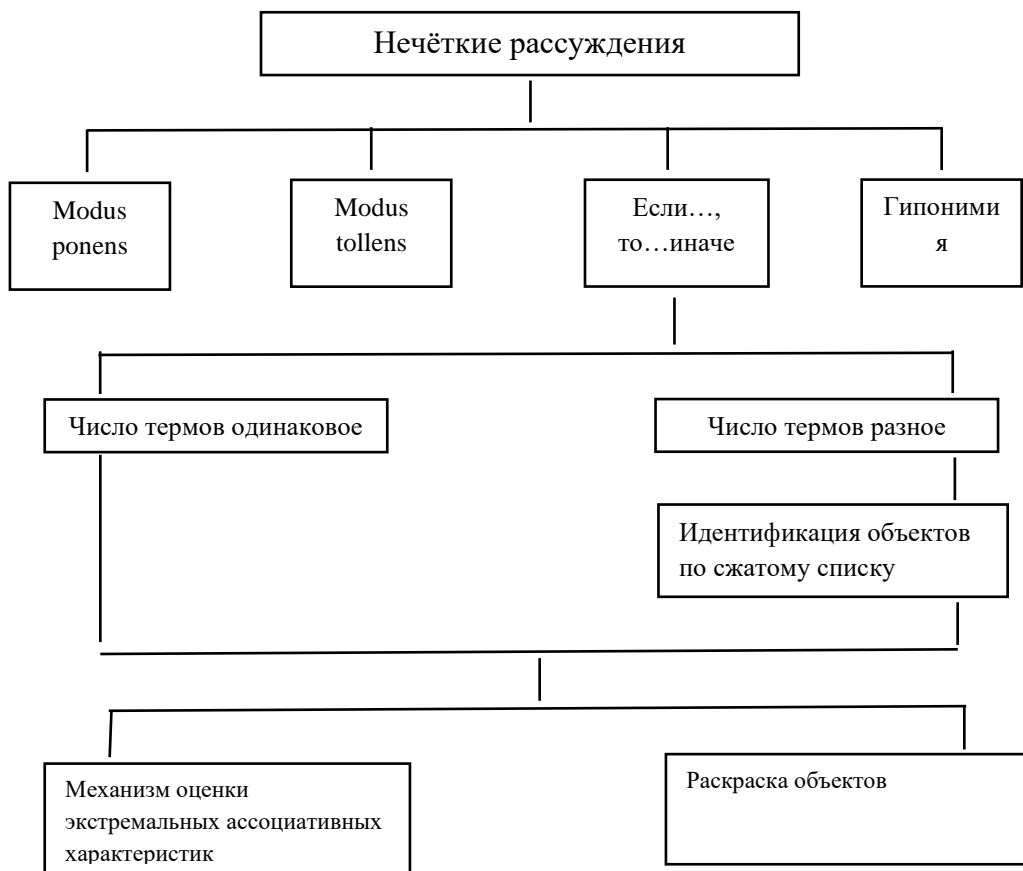 Нечёткие рассуждения
Modus
ponens
Modus
tollens
Если…,
то…иначе
Гипоними
я
Число термов одинаковое
Число термов разное
Идентификация объектов
по сжатому списку
Механизм оценки
экстремальных ассоциативных
характеристик
Раскраска объектов